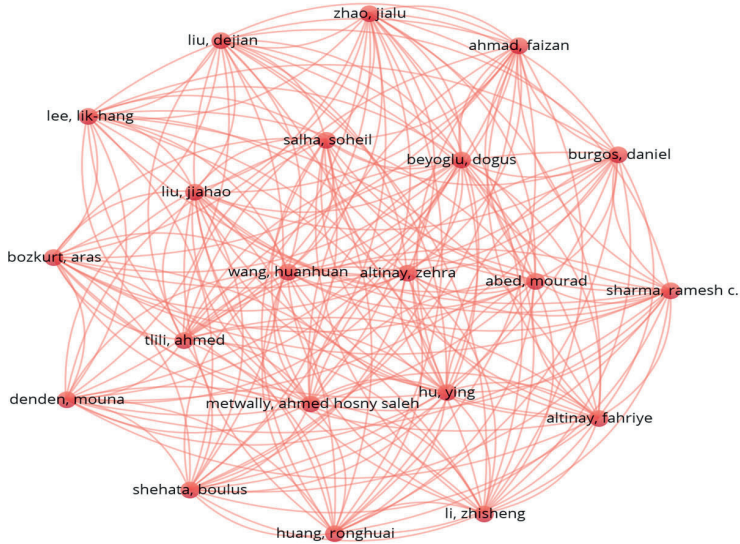 zhao, jialu
liu, dejian
ahmad, faizan
lee, lik-hang
salha, soheil
beyoglu, dogus
burgos, daniel
liu, jiahao
bozkurt, aras
wang, huanhuan
altinay, zehra
abed, mourad
sharma, ramesh c.
tlili, ahmed
denden, mouna
metwally, ahmed hosny saleh
hu, ying
altinay, fahriye
shehata, boulus
li, zhisheng
huang, ronghuai